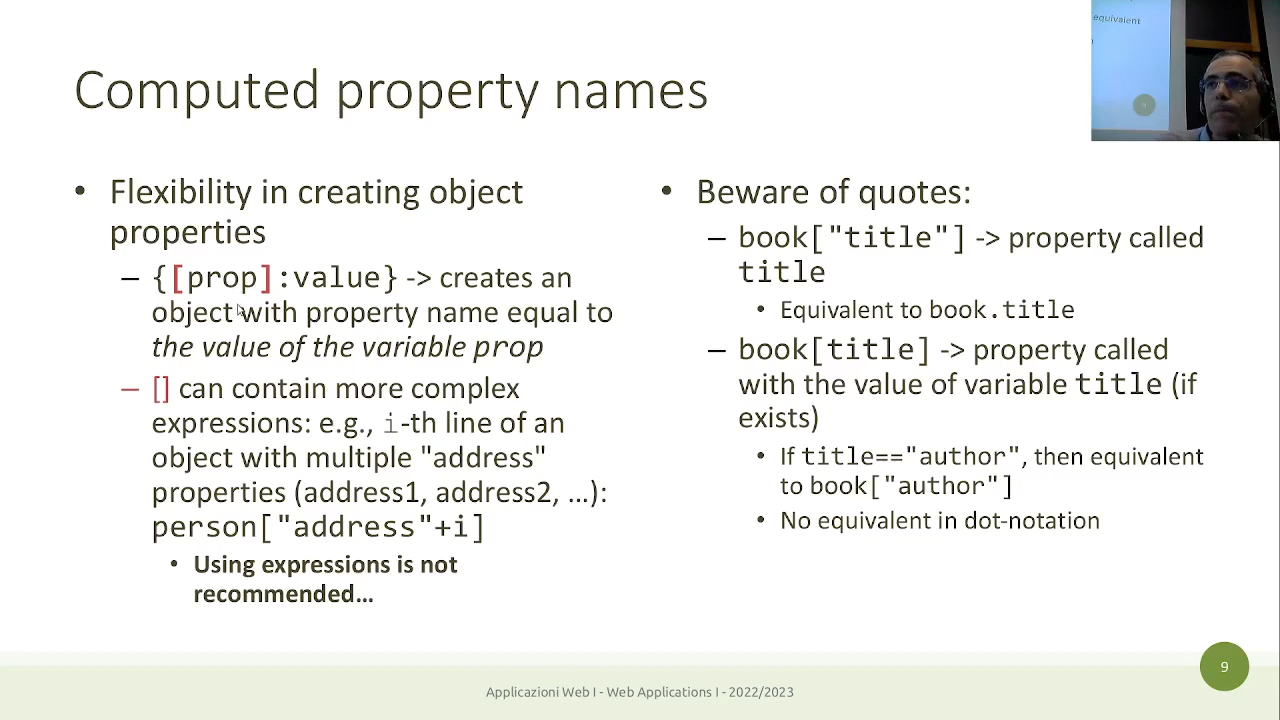 equivalent
Computed property names
• Flexibility in creating object
properties
– {[prop]:value} -> creates an
object with property name equal to
the value of the variable prop
– [] can contain more complex
expressions: e.g., i-th line of an
object with multiple "address"
properties (address1, address2, …):
person["address"+i]
• Using expressions is not
recommended…
• Beware of quotes:
– book["title"] -> property called
title
• Equivalent to book.title
– book[title] -> property called
with the value of variable title (if
exists)
• If title=="author", then equivalent
to book["author"]
• No equivalent in dot-notation
9
Applicazioni Web I - Web Applications I - 2022/2023